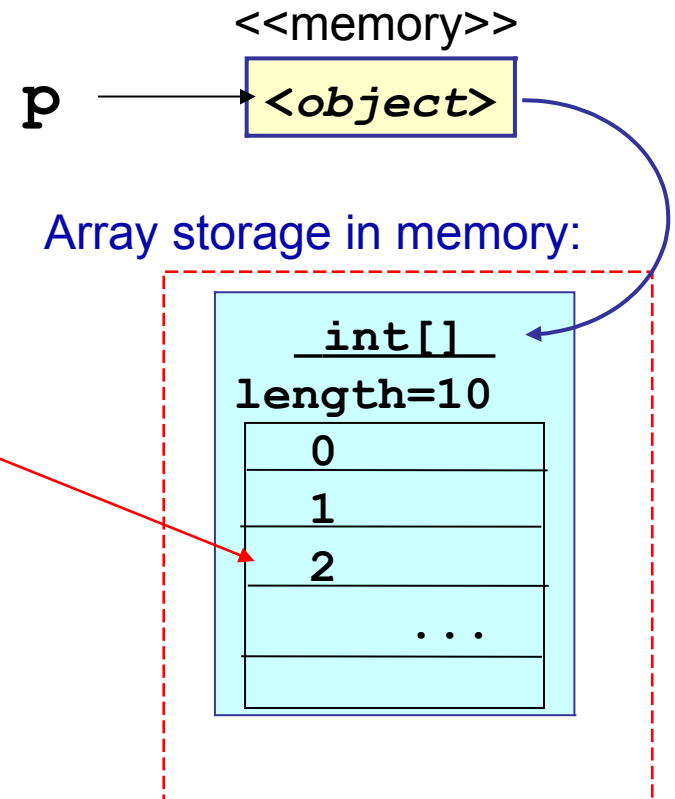 <<memory>>
p <object>
Array storage in memory:
int[]
length=10
0
1
2
...